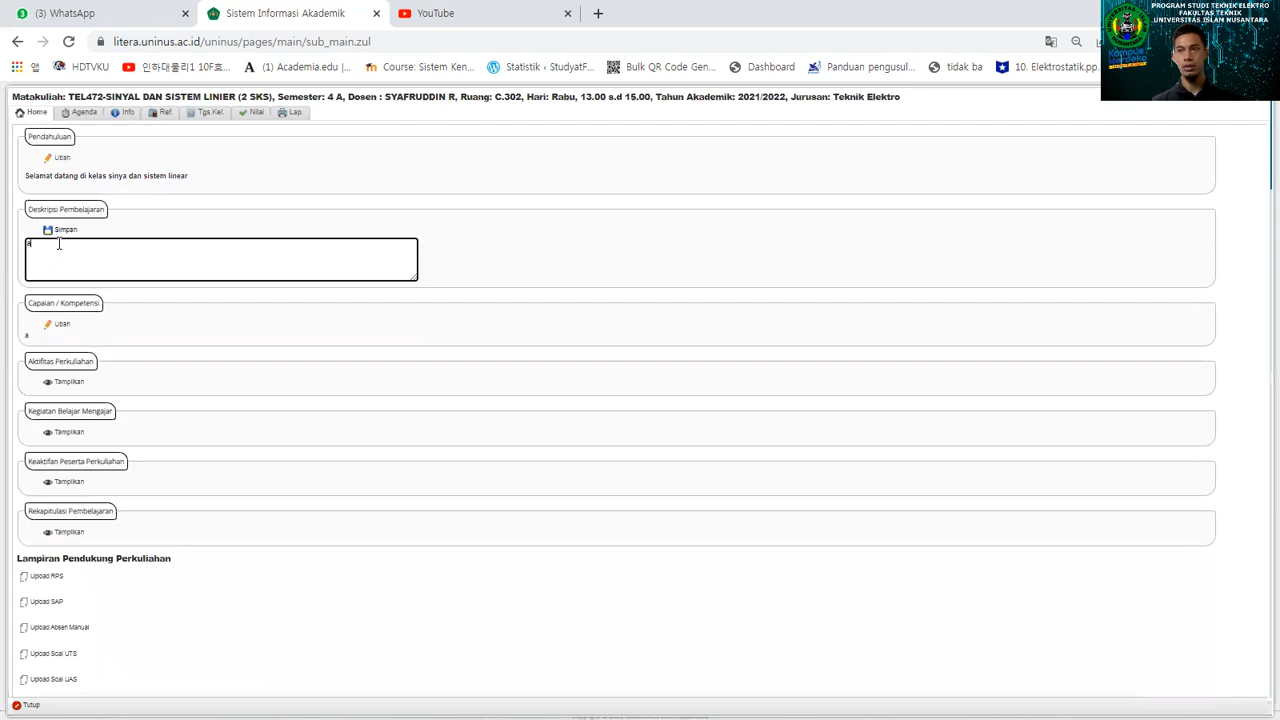 (3) WhatsApp
Sistem Informasi Akademik
YouTube
PROGRAM STUDI TEKNIK ELEKTRO
FAKULTAS TEKNIK
UNIVERSITAS ISLAM NUSANTARA
litera.uninus.ac.id/uninus/pages/main/sub_main.zul
앱
HDTVKU
인하대울리1 10F호...
(1) Academia.edu |...
Course
Ken...
Statistik < StudyatF...
Bulk QR Code Gen...
Dashboard
Panduan Pengusul...
tidak ba
10. Elektrostatik.pp...
Kampus
Merdeka
Matakuliah: TEL472-SINYAL DAN SISTEM LINIER (2 SKS), Semester: 4 A, Dosen : SYAFRUDDIN R, Ruang: C.302, Hari: Rabu, 13.00 s.d 15.00, Tahun Akademik: 2021/2022, Jurusan: Teknik Elektro
Home
Agenda
Info
Ref.
Tgs.Kel.
Nilai
Lap.
Pendahuluan
Ubah
Selamat datang di kelas sinya dan sistem linear
Deskripsi Pembelajaran
Simpan
a
Capaian / Kompetensi
Ubah
a
Aktifitas Perkuliahan
Tampilkan
Kegiatan Belajar Mengajar
Tampilkan
Keaktifan Peserta Perkuliahan
Tampilkan
Rekapitulasi Pembelajaran
Tampilkan
Lampiran Pendukung Perkuliahan
Upload RPS
Upload SAP
Upload Absen Manual
Upload Soal UTS
Upload Soal UAS
Tutup